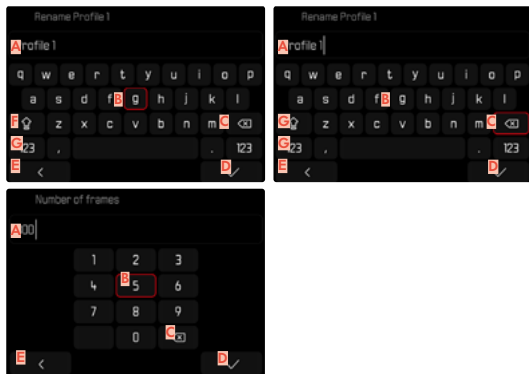 Rename Profile 1
A rofile 1
q w e r t y u i o p
a s d f B g h j k l
F z x c v b n m C
G 23 , . 123
E < D
Rename Profile 1
A rofile 1
q w e r t y u i o p
a s d f B g h j k l
G z x c v b n m C
G 23 , . 123
E < D
Number of frames
A 00
1 2 3
4 B 5 6
7 8 9
0 C
E < D